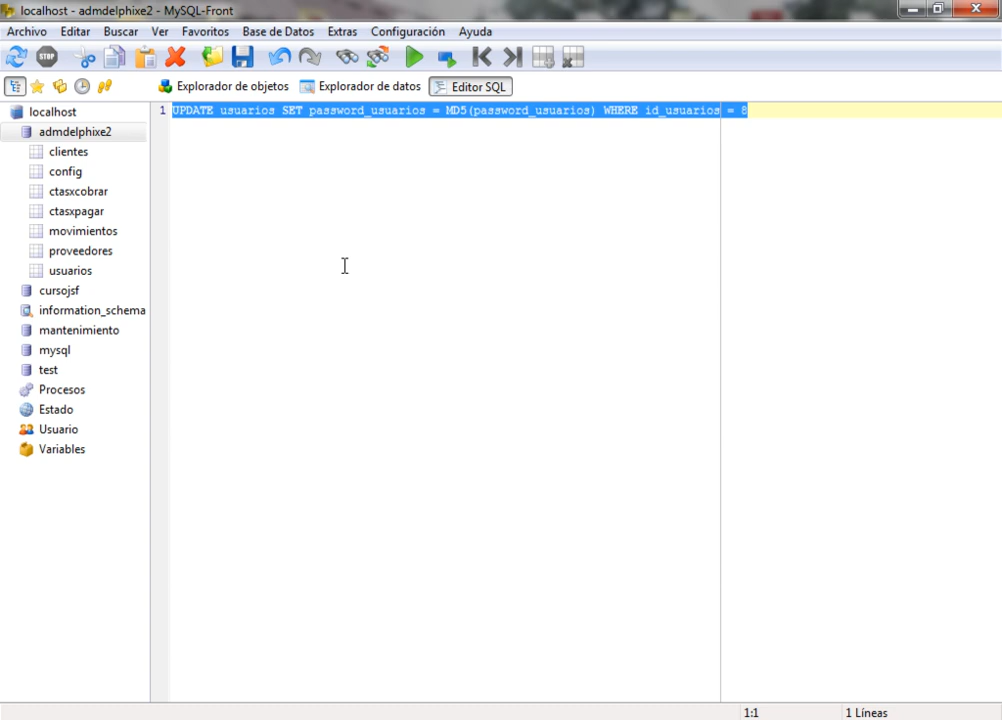 localhost - admdelphixe2 - MySQL-Front
Archivo Editar Buscar Ver Favoritos Base de Datos Extras Configuración Ayuda
STOP
Explorador de objetos Explorador de datos Editor SQL
localhost
admdelphixe2
clientes
config
ctasxcobrar
ctasxpagar
movimientos
proveedores
usuarios
cursojsf
information_schema
mantenimiento
mysql
test
Procesos
Estado
Usuario
Variables
1 UPDATE usuarios SET password_usuarios = MD5(password_usuarios) WHERE id_usuarios = 8
1:1 1 Líneas